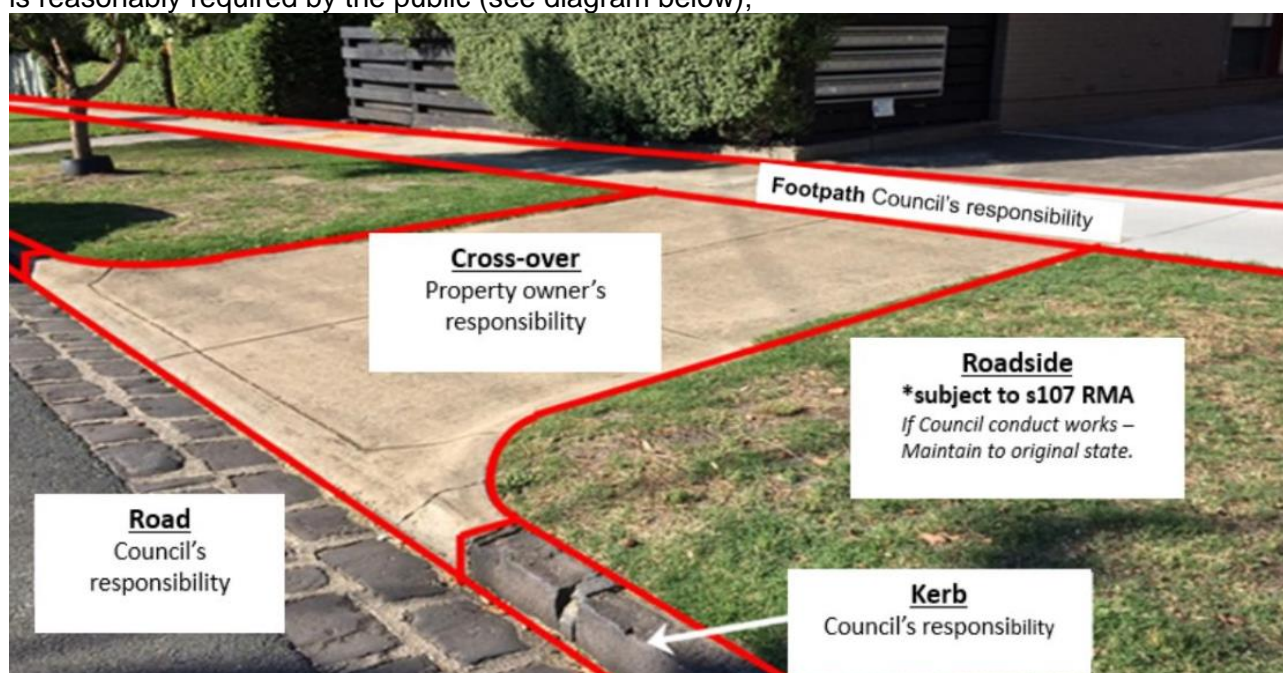 is reasonably required by the public (see diagram below);
Footpath Council's responsibility
Cross-over
Property owner's
responsibility
Roadside
*subject to s107 RMA
If Council conduct works –
Maintain to original state.
Road
Council's
responsibility
Kerb
Council's responsibility